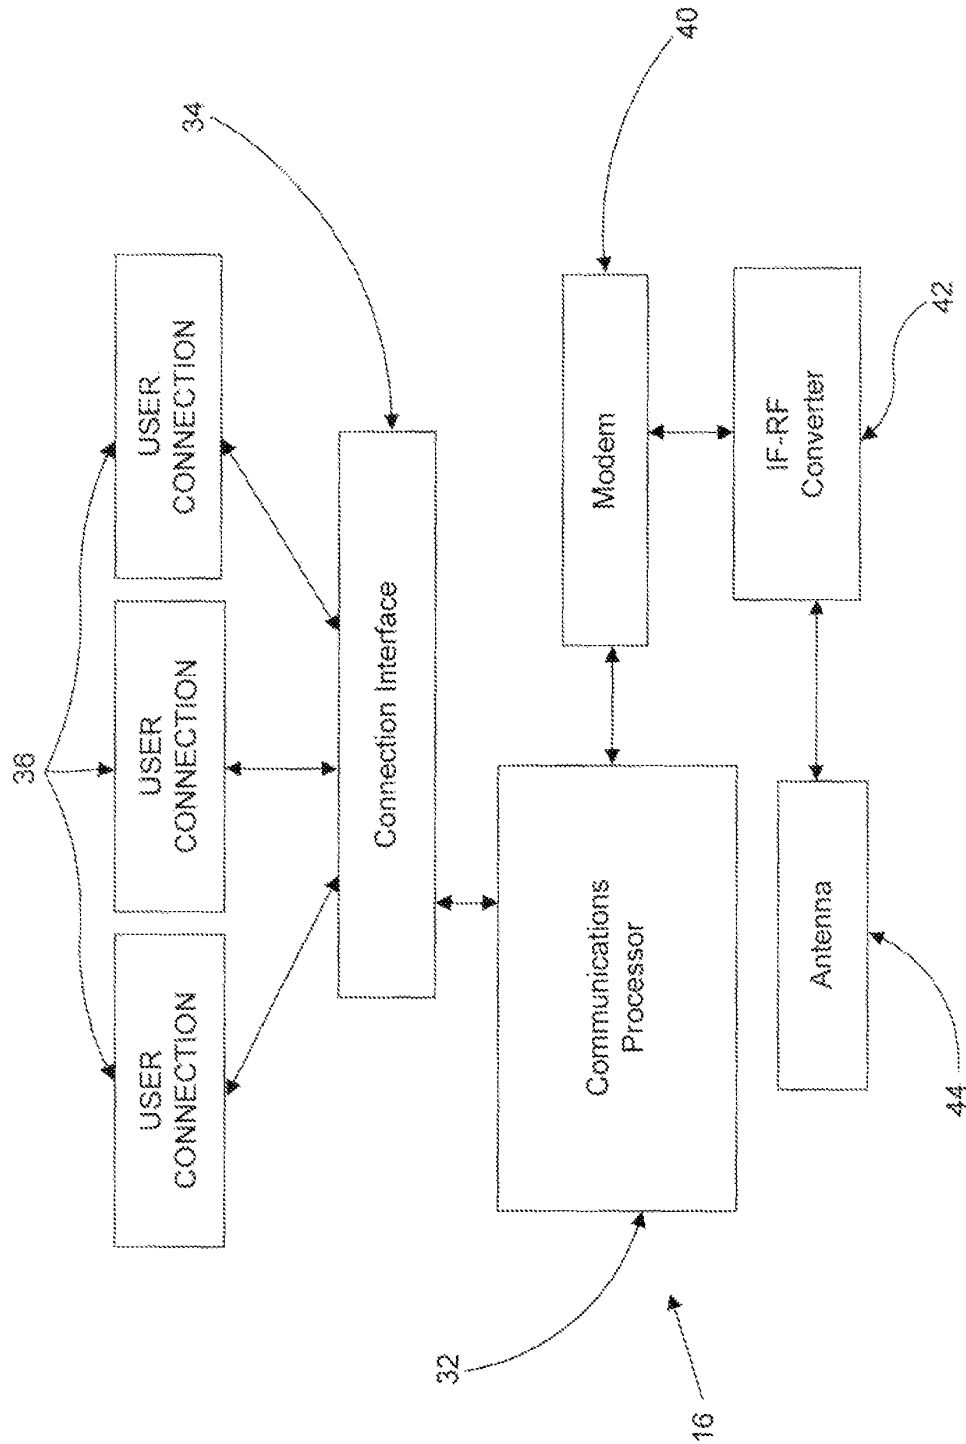 36
USER
CONNECTION
USER
CONNECTION
USER
CONNECTION
34
Connection Interface
32
Communications
Processor
Modem
40
16
Antenna
IF-RF
Converter
44
42